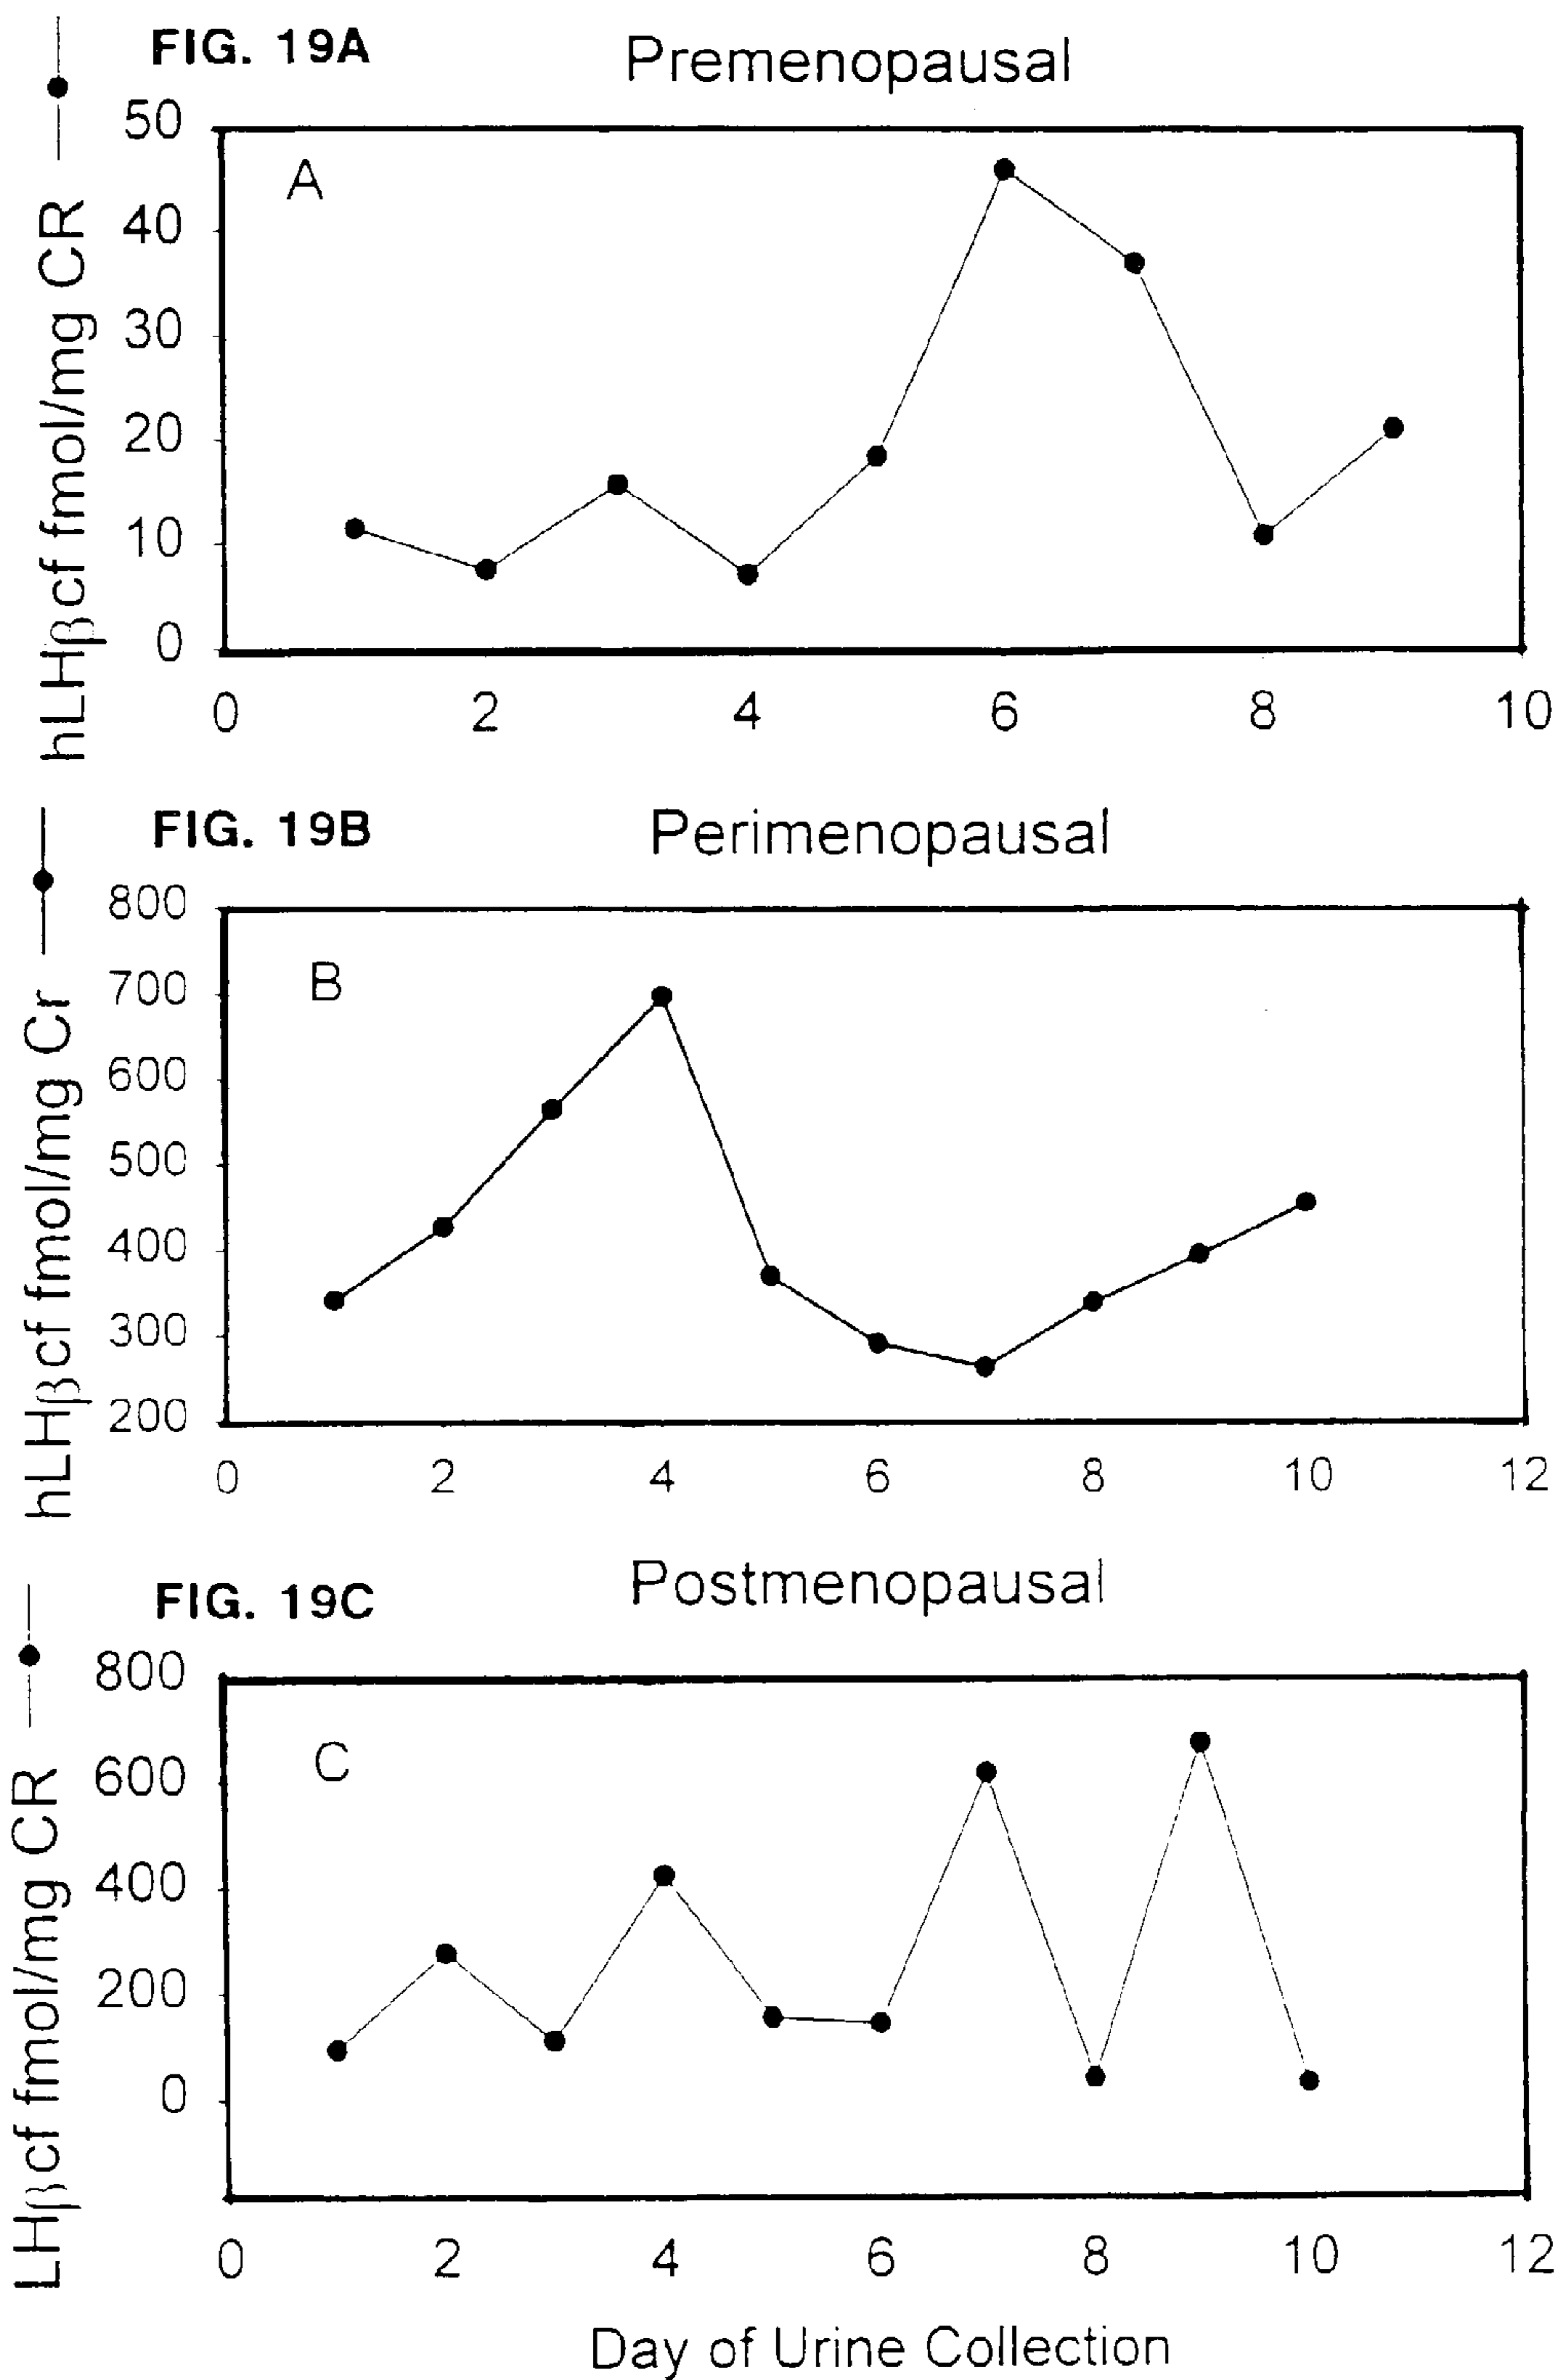 FIG. 19A
Premenopausal
hLHβcf fmol/mg CR
A
50
40
30
20
10
0
0 2 4 6 8 10
FIG. 19B
Perimenopausal
hLHβcf fmol/mg Cr
B
800
700
600
500
400
300
200
0 2 4 6 8 10 12
FIG. 19C
Postmenopausal
LHβcf fmol/mg CR
C
800
600
400
200
0
0 2 4 6 8 10 12
Day of Urine Collection